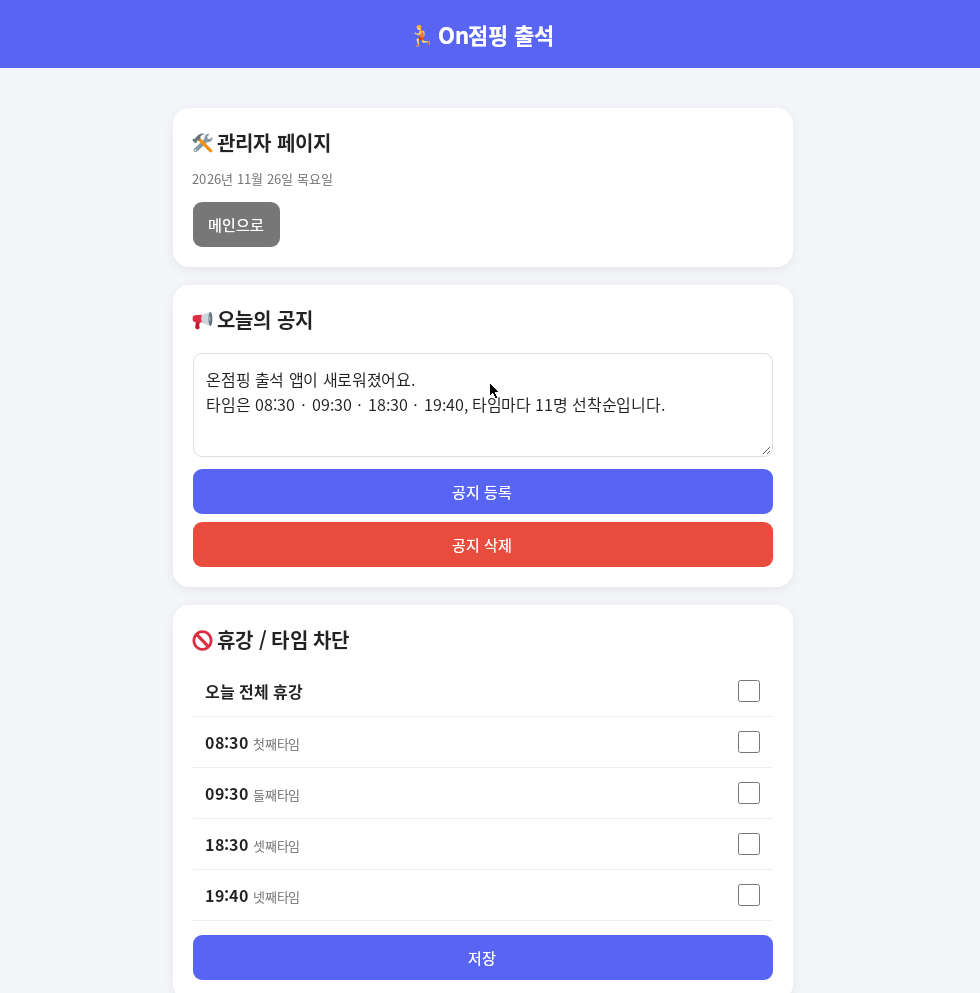 On점핑 출석
관리자 페이지
2026년 11월 26일 목요일
메인으로
오늘의 공지
온점핑 출석 앱이 새로워졌어요.
타임은 08:30 · 09:30 · 18:30 · 19:40, 타임마다 11명 선착순입니다.
공지 등록
공지 삭제
휴강 / 타임 차단
오늘 전체 휴강
08:30 첫째타임
09:30 둘째타임
18:30 셋째타임
19:40 넷째타임
저장